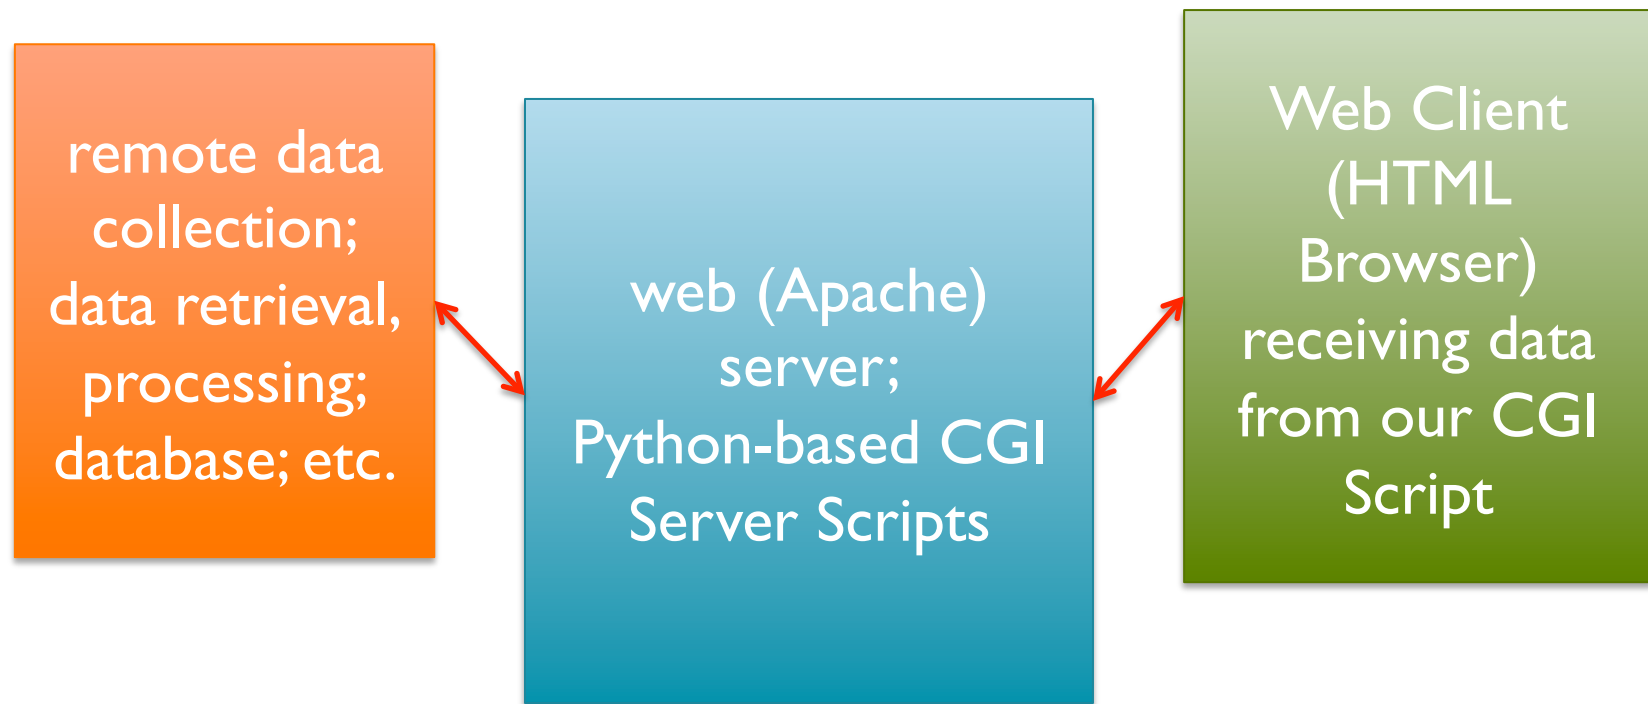 remote data
collection;
data retrieval,
processing;
database; etc.
web (Apache)
server;
Python-based CGI
Server Scripts
Web Client
(HTML
Browser)
receiving data
from our CGI
Script